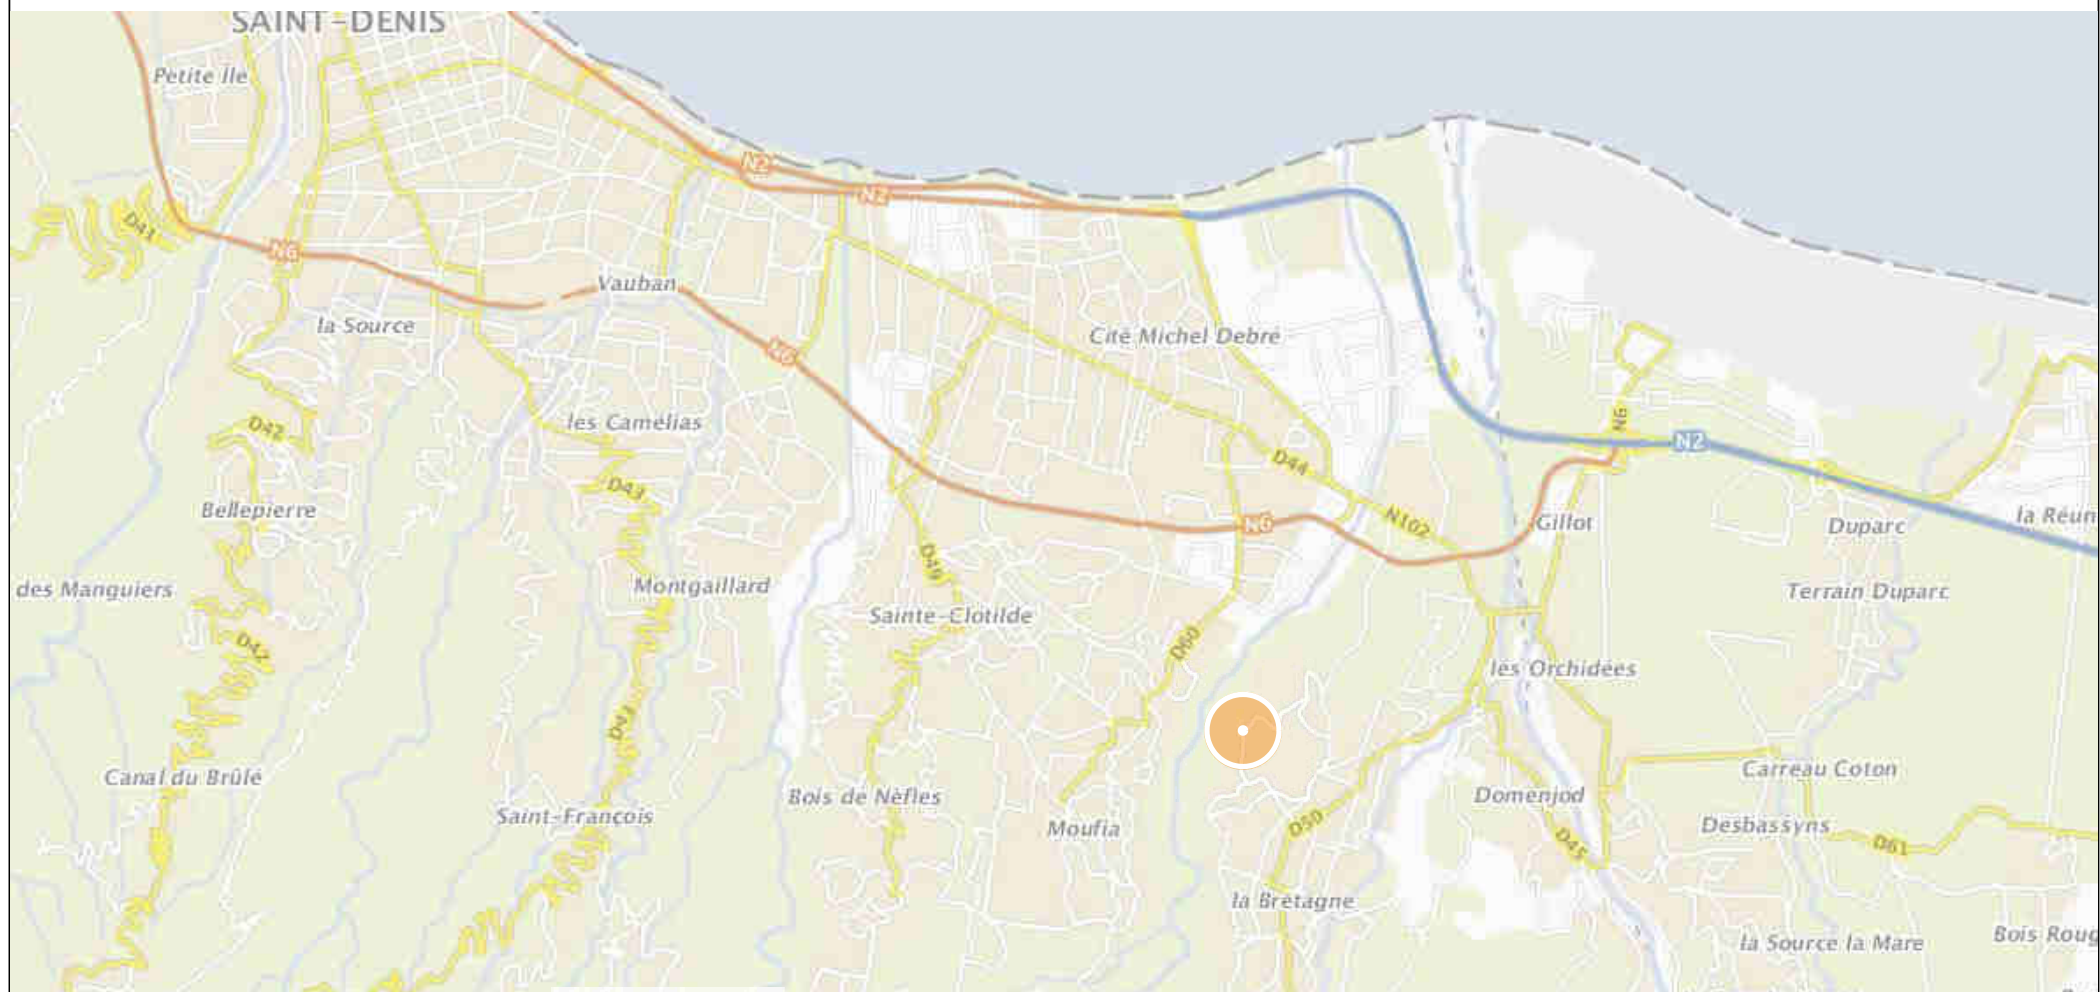 SAINT-DENIS
Petite Île
N2
N2
D41
N6
Vauban
la Source
Cité Michel Debré
N6
N6
les Camélias
D42
N2
D44
D43
Bellepierre
N102
la Réun
N6
Gillot
Duparc
D49
des Manguiers
Montgaillard
Terrain Duparc
Sainte-Clotilde
D42
D60
les Orchidées
D43
Canal du Brûlé
Carreau Coton
Bois de Nèfles
Domenjod
Saint-François
Moufia
D50
Desbassyns
D45
D61
la Bretagne
la Source la Mare
Bois Roug